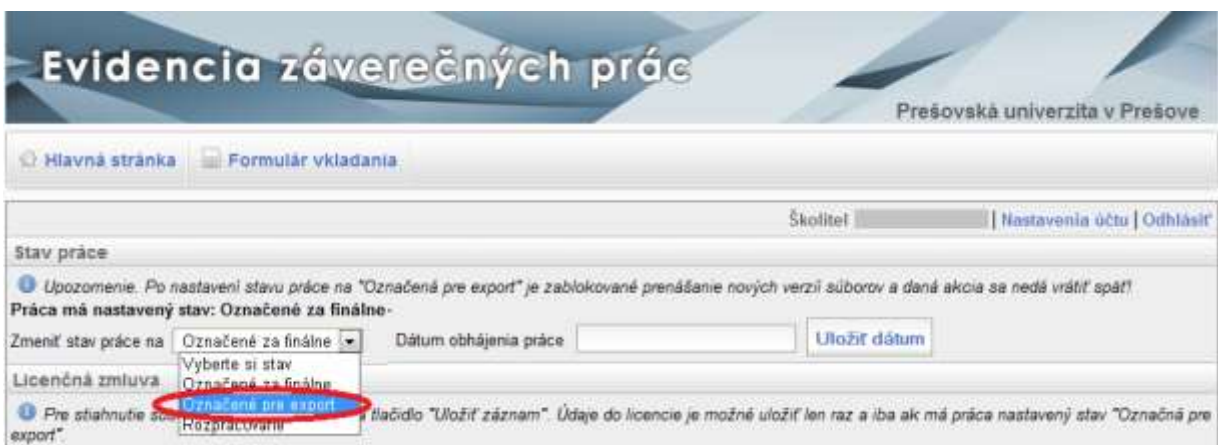 Evidencia záverečných prác
Prešovská univerzita v Prešove
Hlavná stránka Formulár vkladania
Školiteľ | Nastavenia účtu | Odhlásiť
Stav práce
Upozornenie. Po nastavení stavu práce na "Označená pre export" je zablokované prenášanie nových verzií súborov a daná akcia sa nedá vrátiť späť!
Práca má nastavený stav: Označené za finálne-
Zmeniť stav práce na Označené za finálne Dátum obhájenia práce Uložiť dátum
Vyberte si stav
Označené za finálne
Licenčná zmluva
Označené pre export
Rozpracované
Pre stiahnutie tlačidlo "Uložiť záznam". Údaje do licencie je možné uložiť len raz a iba ak má práca nastavený stav "Označná pre
export".